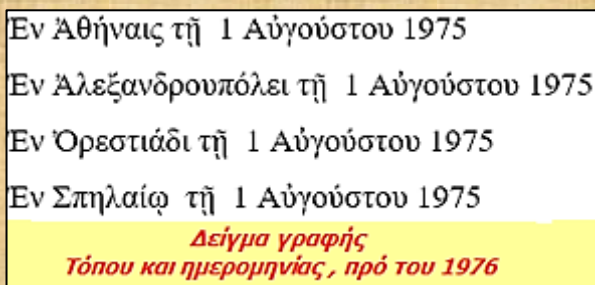 Ἐν Ἀθήναις τῇ 1 Αὐγούστου 1975
Ἐν Ἀλεξανδρουπόλει τῇ 1 Αὐγούστου 1975
Ἐν Ὀρεστιάδι τῇ 1 Αὐγούστου 1975
Ἐν Σπηλαίῳ τῇ 1 Αὐγούστου 1975
Δείγμα γραφής
Τόπου και ημερομηνίας , πρό του 1976